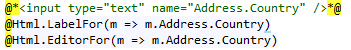 @*<input type="text" name="Address.Country" />*@
@Html.LabelFor(m => m.Address.Country)
@Html.EditorFor(m => m.Address.Country)